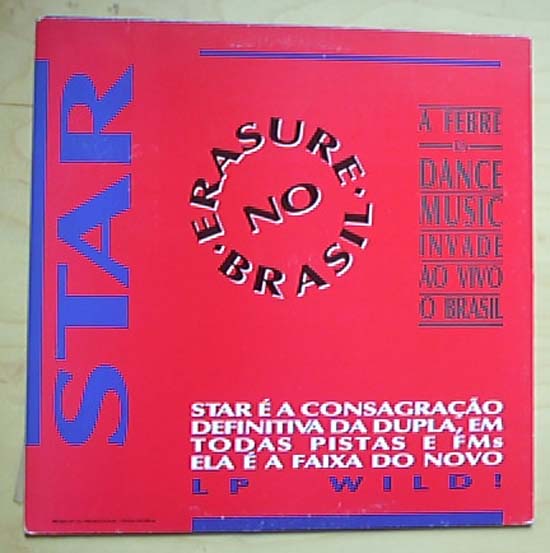 STAR
ERASURE NO BRASIL
A FEBRE
DA
DANCE
MUSIC
INVADE
AO VIVO
O BRASIL
STAR É A CONSAGRAÇÃO
DEFINITIVA DA DUPLA, EM
TODAS PISTAS E FMs
ELA É A FAIXA DO NOVO
LP WILD!